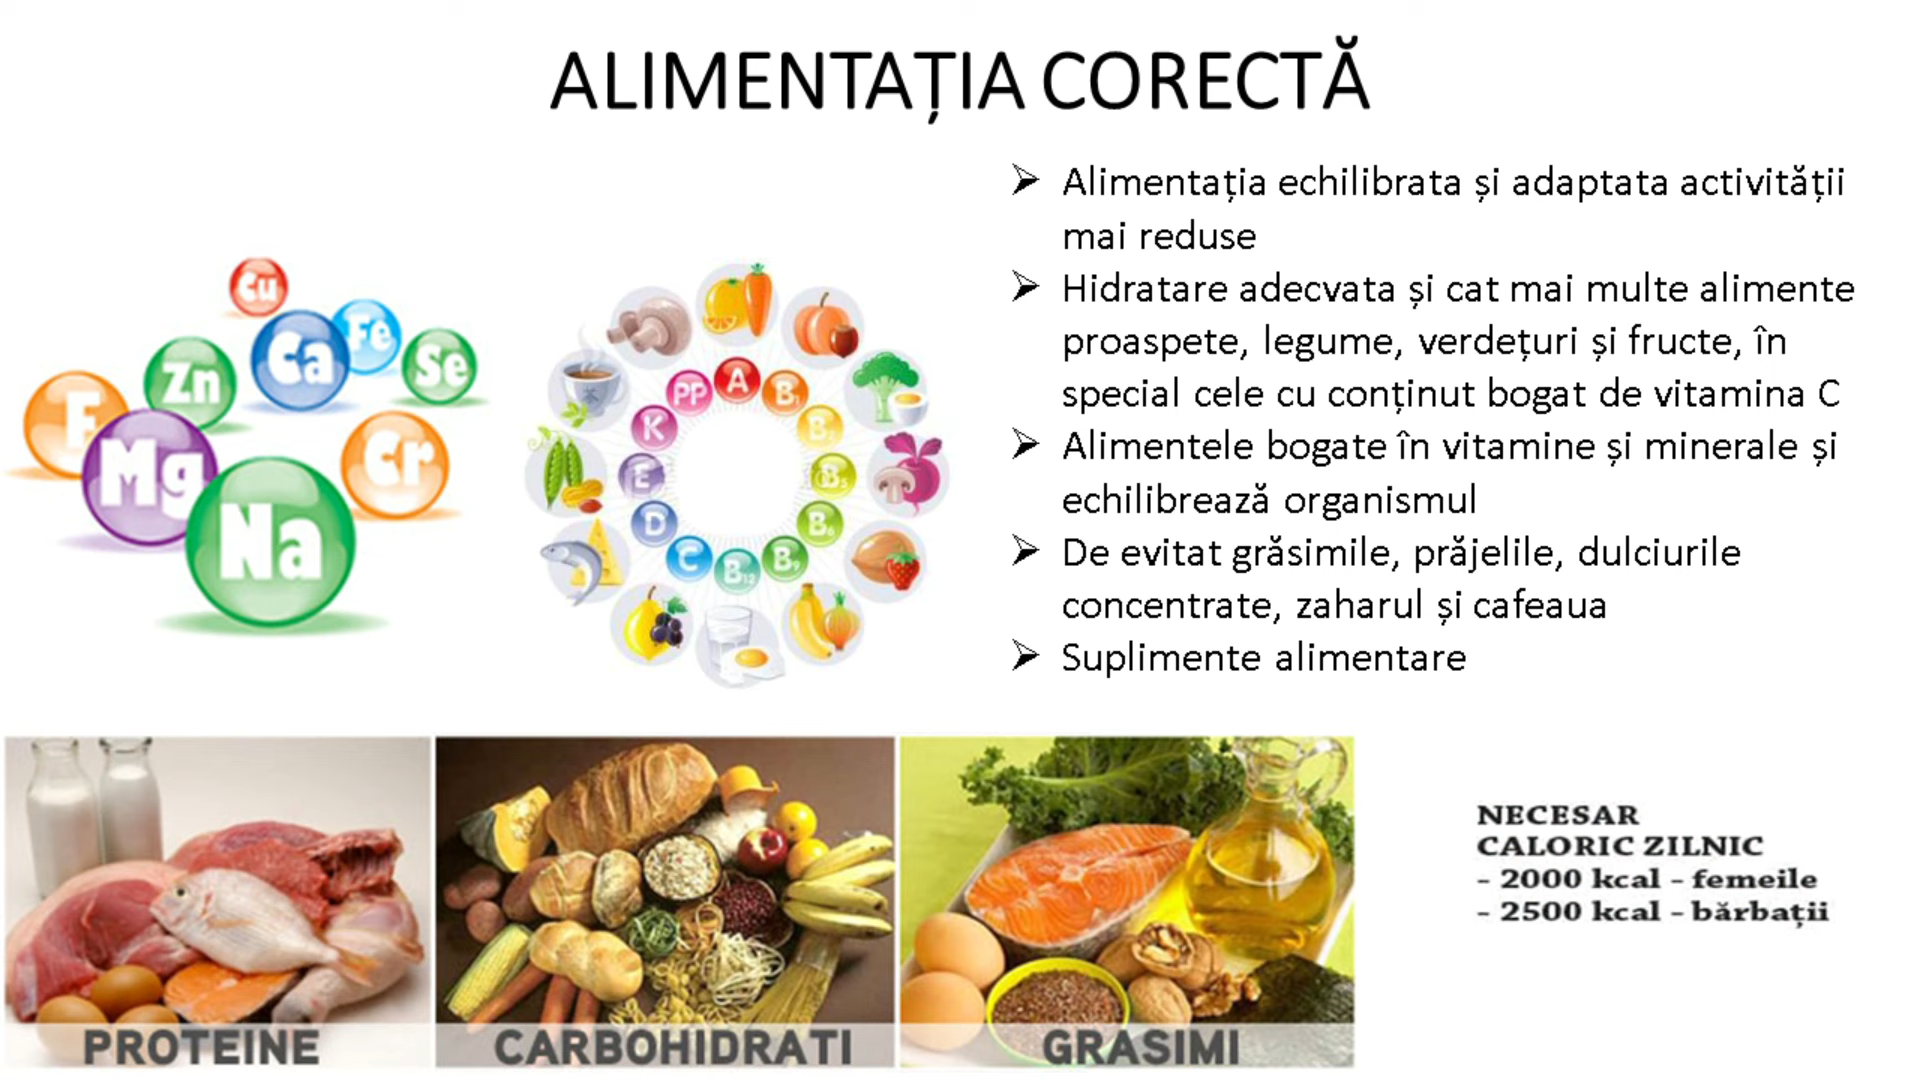 ALIMENTAȚIA CORECTĂ
➢ Alimentația echilibrata și adaptata activității
mai reduse
➢ Hidratare adecvata și cat mai multe alimente
proaspete, legume, verdețuri și fructe, în
special cele cu conținut bogat de vitamina C
➢ Alimentele bogate în vitamine și minerale și
echilibrează organismul
➢ De evitat grăsimile, prăjelile, dulciurile
concentrate, zaharul și cafeaua
➢ Suplimente alimentare
Cu
Fe
Ca
Zn
Se
F
Mg
Cr
Na
A
B1
B2
B5
B6
B9
B12
C
D
E
K
PP
PROTEINE
CARBOHIDRATI
GRASIMI
NECESAR
CALORIC ZILNIC
- 2000 kcal - femeile
- 2500 kcal - bărbații